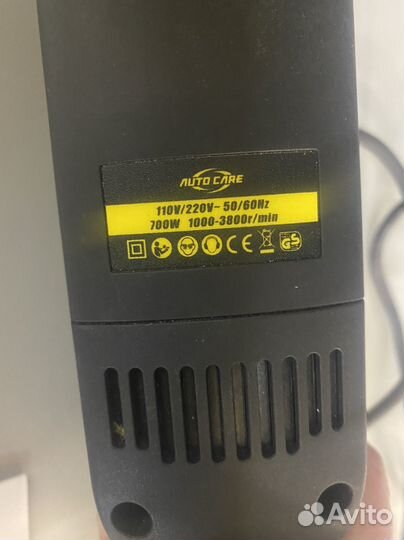 AUTO CARE
110V/220V~ 50/60Hz
700W 1000-3800r/min
CE GS
Avito